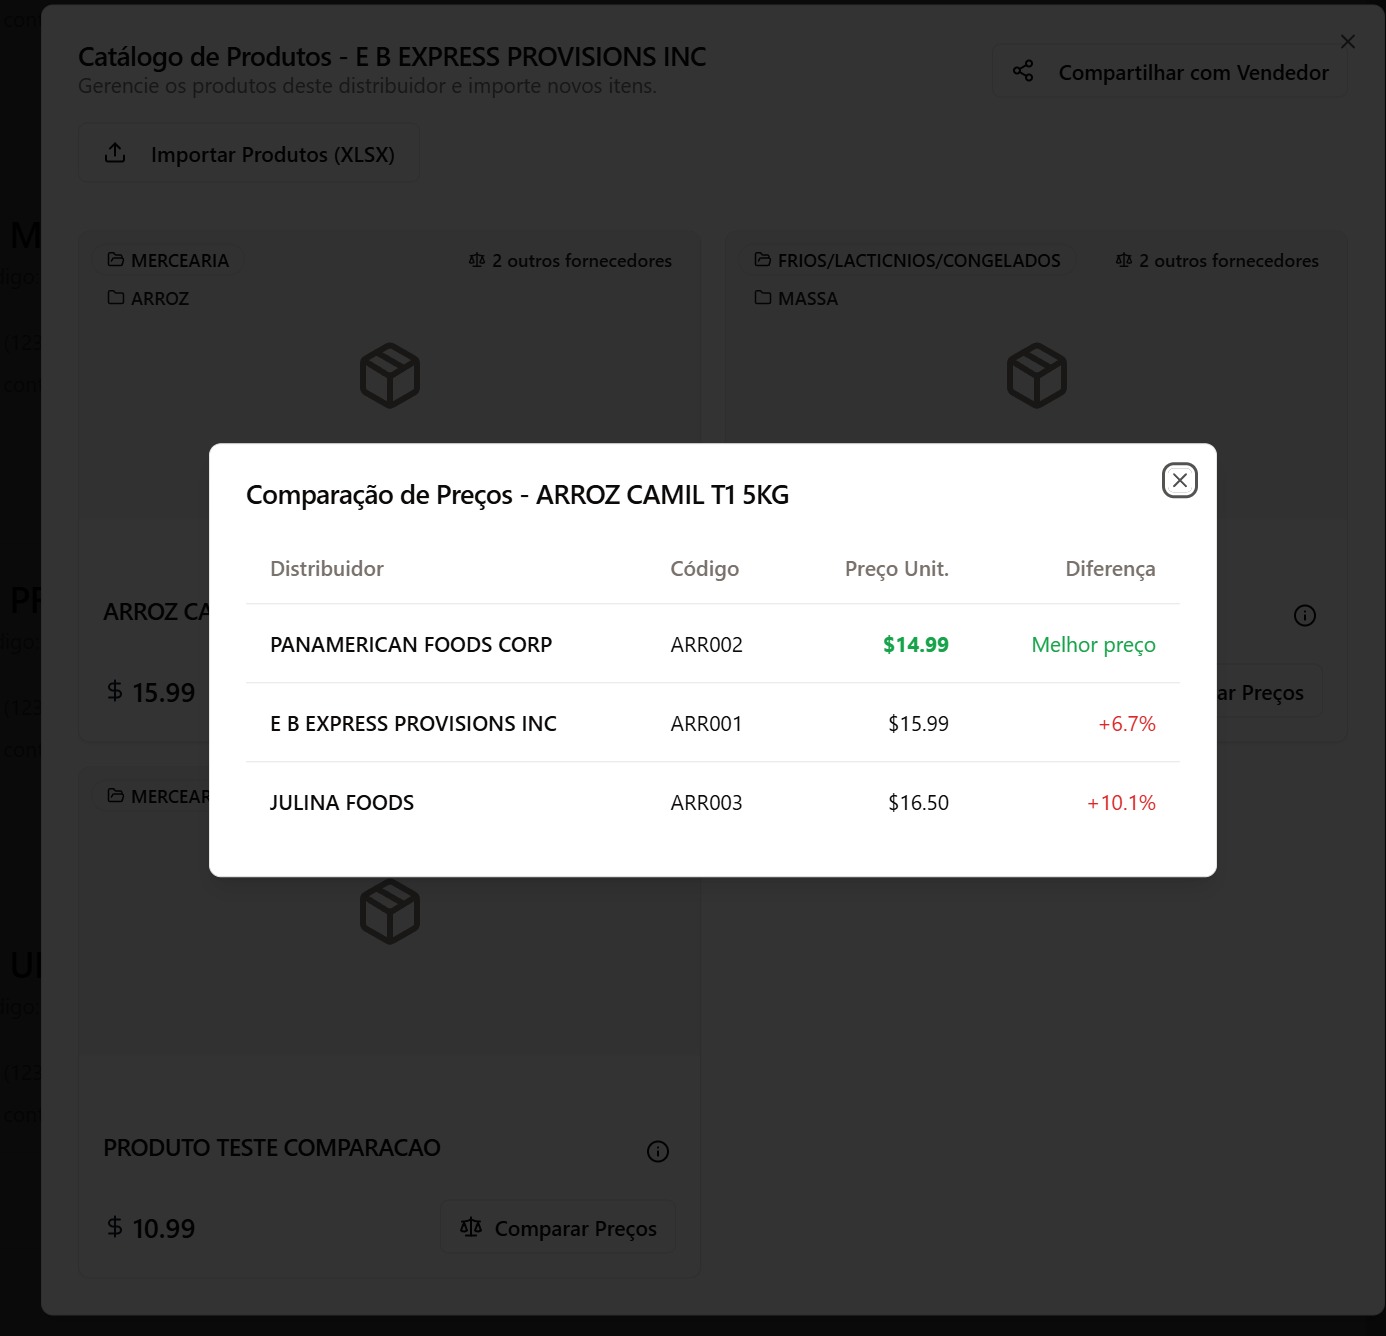 Catálogo de Produtos - E B EXPRESS PROVISIONS INC
Gerencie os produtos deste distribuidor e importe novos itens.
Compartilhar com Vendedor
Importar Produtos (XLSX)
MERCEARIA
2 outros fornecedores
ARROZ
FRIOS/LACTICNIOS/CONGELADOS
2 outros fornecedores
MASSA
Comparação de Preços - ARROZ CAMIL T1 5KG
Distribuidor Código Preço Unit. Diferença
PANAMERICAN FOODS CORP ARR002 $14.99 Melhor preço
E B EXPRESS PROVISIONS INC ARR001 $15.99 +6.7%
JULINA FOODS ARR003 $16.50 +10.1%
ARROZ CA
$ 15.99
ar Preços
MERCEAR
PRODUTO TESTE COMPARACAO
$ 10.99
Comparar Preços